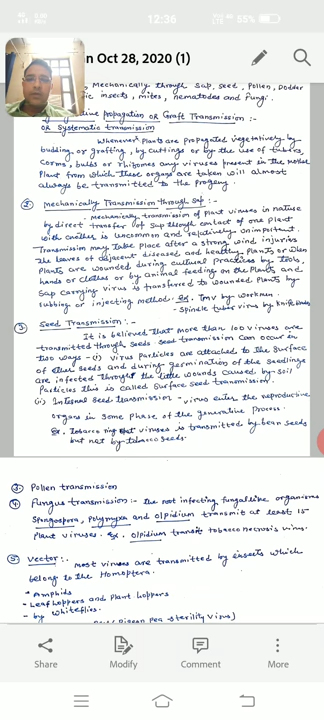 12:36
55%
n Oct 28, 2020 (1)
, Mechanically through Sap, seed, Pollen, Dodder
insects, mites, nematodes and Fungi.
propagation or Graft Transmission :-
or Systematic transmission
Whenever Plants are propagated vegetatively by
budding or grafting, by cuttings or by the use of tubers,
Corms, bulbs or rhizomes any viruses present in the mother
Plant from which these organs are taken will almost
always be transmitted to the progeny.
② Mechanically Transmission through Sap :-
Mechanically transmission of Plant viruses in nature
by direct transfer of Sap through contact of one plant
with another is uncommon and relatively unimportant.
Transmission may take place after a strong wind injuries
the leaves of adjacent diseased and healthy Plants or when
Plants are wounded during cultural practices by tools,
hands or clothes or by animal feeding on the Plants and
Sap carrying virus is transferred to wounded Plants by
rubbing or injecting method. Ex. TMV by workmen
- Spindle tuber virus by knife
③ Seed Transmission :-
It is believed that more than 100 viruses are
transmitted through seeds. Seed transmission can occur in
two ways - (i) Virus Particles are attached to the Surface
of the Seeds and during germination of the Seedlings
are infected through the little wounds caused by soil
Particles this is called Surface seed transmission.
(ii) Internal Seed transmission - virus enter the reproductive
organs in some Phase of the generative process.
Ex. Tobacco ring viruses is transmitted by bean seeds
but not by tobacco seeds.
③ Pollen transmission
④ Fungus transmission :- The root infecting fungal like organisms
Spongospora, Polymyxa and olpidium transmit at least 15
Plant viruses. Ex. olpidium transmit tobacco necrosis virus.
⑤ Vector :- Most viruses are transmitted by insects which
belong to the Homoptera.
- Amphids
- Leaf hoppers and Plant hoppers
- by whiteflies.
Pigeon Pea sterility virus)
Share
Modify
Comment
More